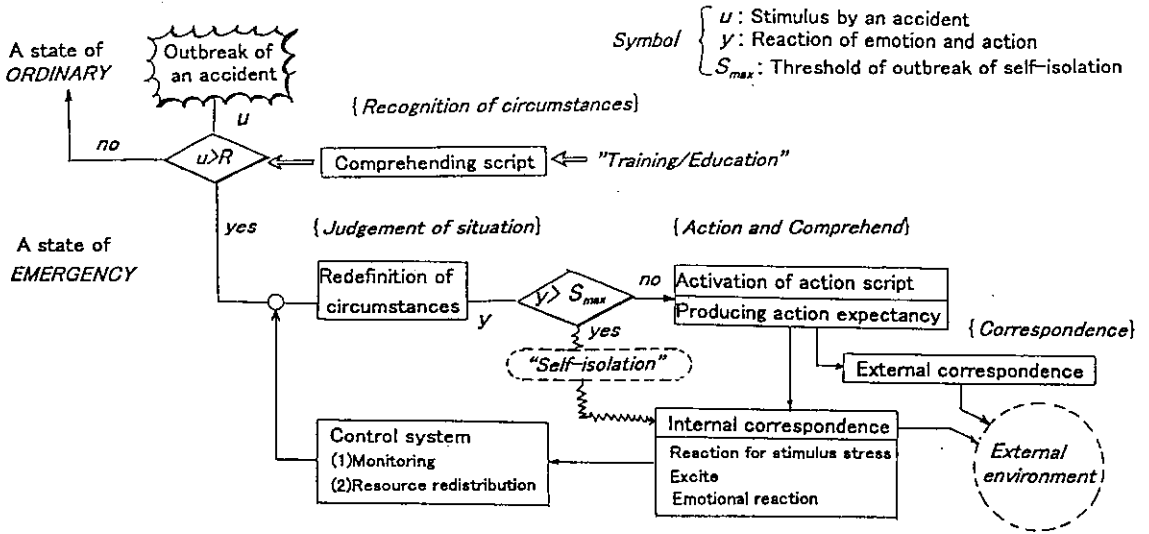 A state of
ORDINARY
Outbreak of
an accident
Symbol
u : Stimulus by an accident
y : Reaction of emotion and action
Smax : Threshold of outbreak of self-isolation
u
{Recognition of circumstances}
no
u>R
Comprehending script
"Training/Education"
yes
{Judgement of situation}
{Action and Comprehend}
A state of
EMERGENCY
Redefinition of
circumstances
y
y> Smax
no
Activation of action script
Producing action expectancy
yes
{Correspondence}
"Self-isolation"
External correspondence
Control system
(1)Monitoring
(2)Resource redistribution
Internal correspondence
Reaction for stimulus stress
Excite
Emotional reaction
External
environment